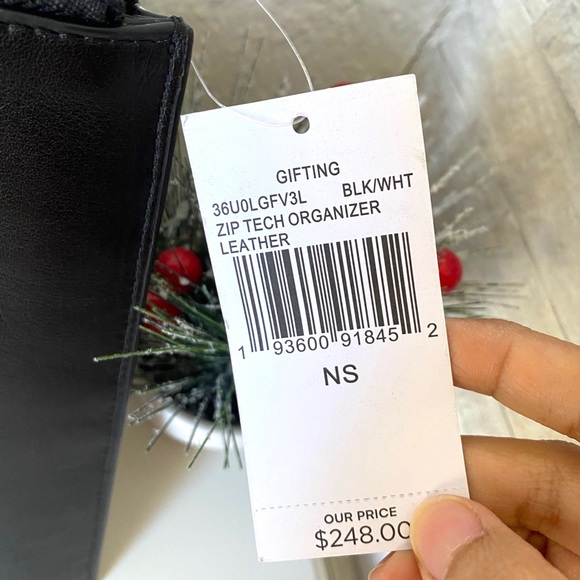 GIFTING
36U0LGFV3L BLK/WHT
ZIP TECH ORGANIZER
LEATHER
1 93600 91845 2
NS
OUR PRICE
$248.00